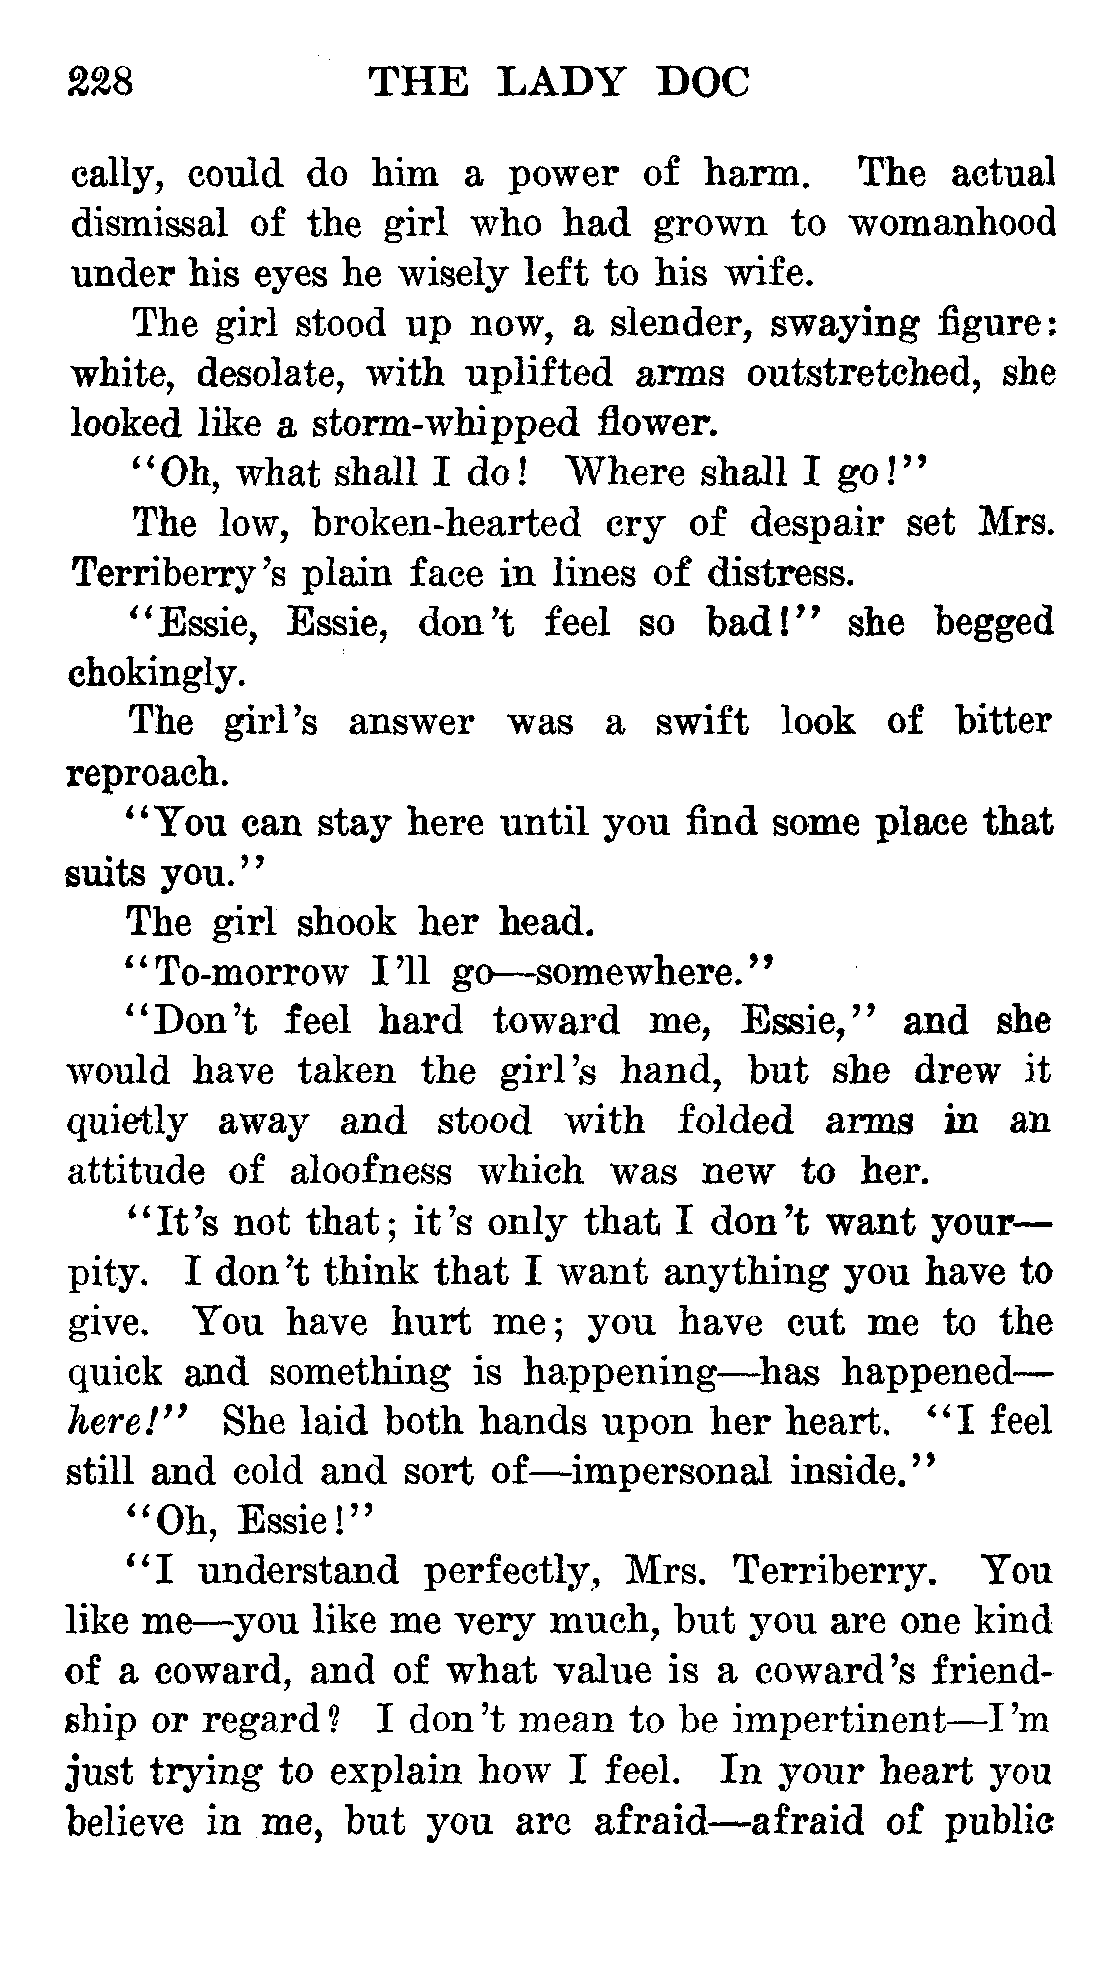 228 THE LADY DOC
cally, could do him a power of harm. The actual
dismissal of the girl who had grown to womanhood
under his eyes he wisely left to his wife.
The girl stood up now, a slender, swaying figure:
white, desolate, with uplifted arms outstretched, she
looked like a storm-whipped flower.
"Oh, what shall I do! Where shall I go!"
The low, broken-hearted cry of despair set Mrs.
Terriberry's plain face in lines of distress.
"Essie, Essie, don't feel so bad!" she begged
chokingly.
The girl's answer was a swift look of bitter
reproach.
"You can stay here until you find some place that
suits you."
The girl shook her head.
"To-morrow I'll go—somewhere."
"Don't feel hard toward me, Essie," and she
would have taken the girl's hand, but she drew it
quietly away and stood with folded arms in an
attitude of aloofness which was new to her.
"It's not that; it's only that I don't want your—
pity. I don't think that I want anything you have to
give. You have hurt me; you have cut me to the
quick and something is happening—has happened—
here!" She laid both hands upon her heart. "I feel
still and cold and sort of—impersonal inside."
"Oh, Essie!"
"I understand perfectly, Mrs. Terriberry. You
like me—you like me very much, but you are one kind
of a coward, and of what value is a coward's friend-
ship or regard? I don't mean to be impertinent—I'm
just trying to explain how I feel. In your heart you
believe in me, but you are afraid—afraid of public